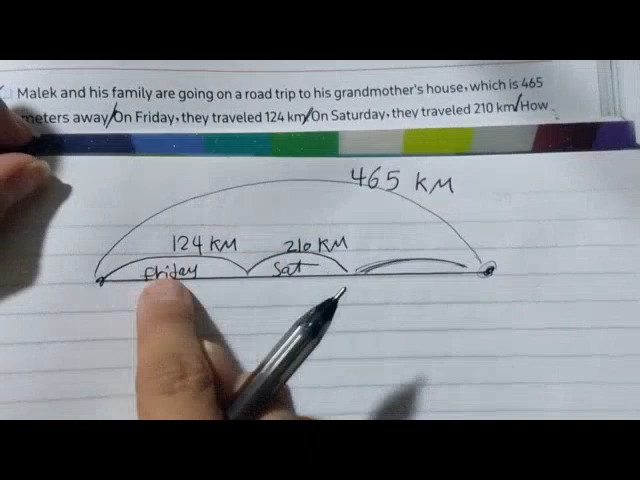 Malek and his family are going on a road trip to his grandmother's house, which is 465
meters away. On Friday, they traveled 124 km. On Saturday, they traveled 210 km. How
465 KM
124 KM 210 KM
Friday Sat